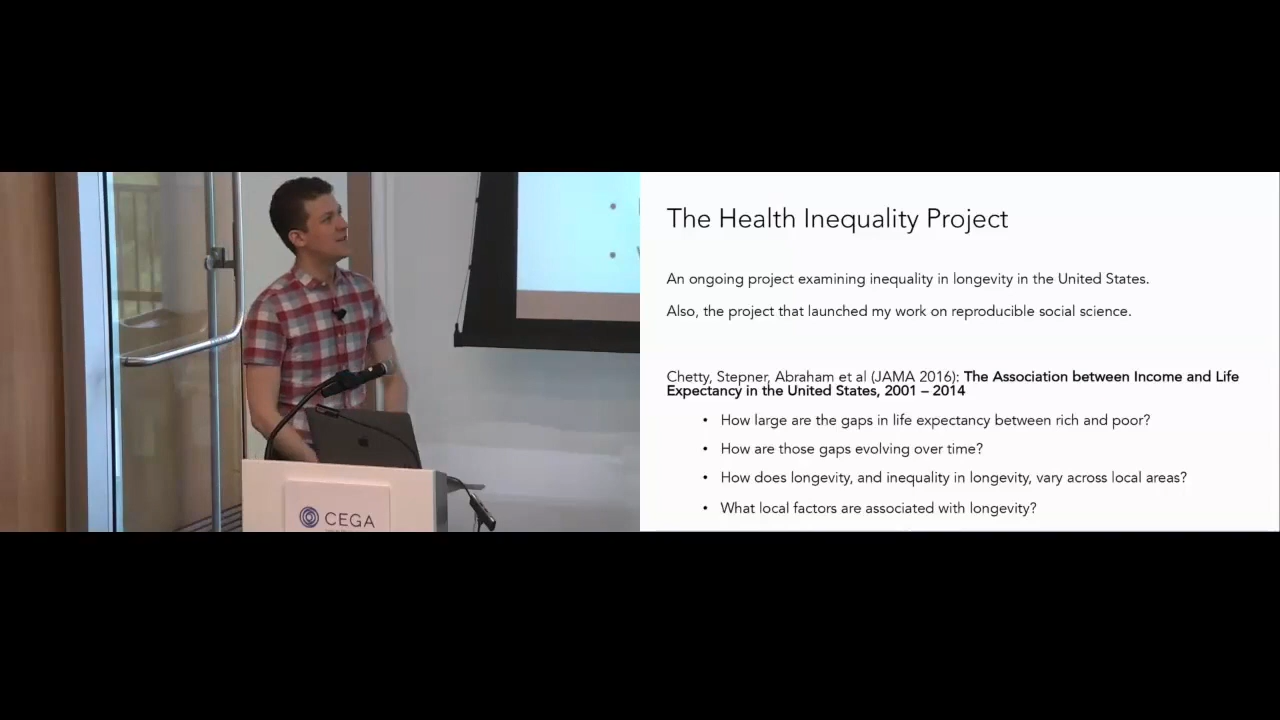 CEGA
The Health Inequality Project
An ongoing project examining inequality in longevity in the United States.
Also, the project that launched my work on reproducible social science.
Chetty, Stepner, Abraham et al (JAMA 2016): The Association between Income and Life
Expectancy in the United States, 2001 – 2014
• How large are the gaps in life expectancy between rich and poor?
• How are those gaps evolving over time?
• How does longevity, and inequality in longevity, vary across local areas?
• What local factors are associated with longevity?